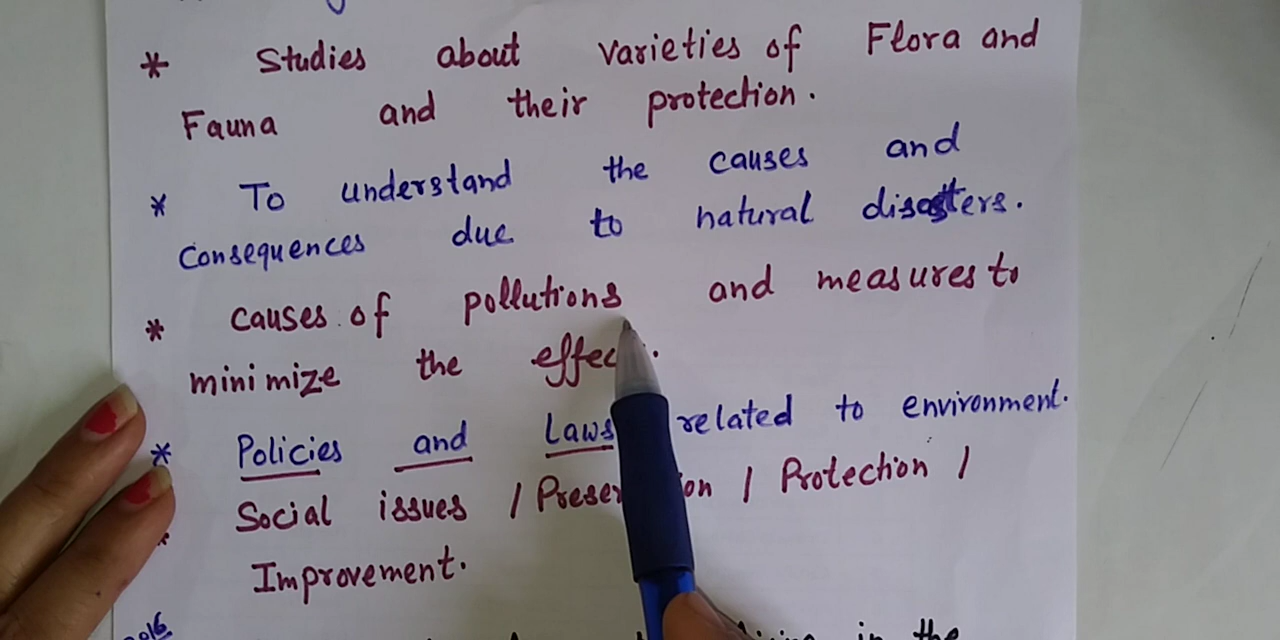 * Studies about varieties of Flora and
Fauna and their protection.
* To understand the causes and
consequences due to natural disasters.
* causes of pollutions and measures to
minimize the
* Policies and Laws related to environment.
* Social issues / / Protection /
Improvement.
in the